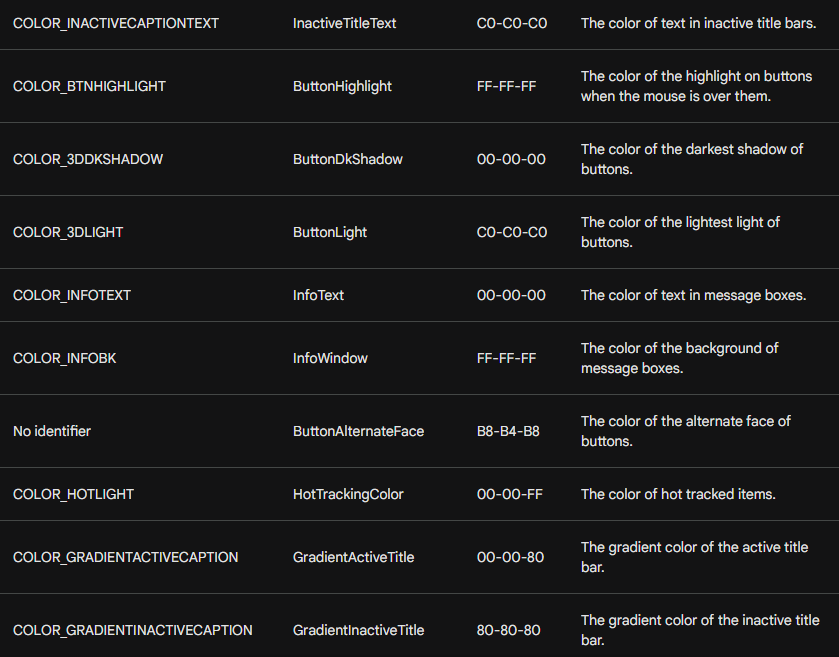 COLOR_INACTIVECAPTIONTEXT InactiveTitleText C0-C0-C0 The color of text in inactive title bars.
COLOR_BTNHIGHLIGHT ButtonHighlight FF-FF-FF The color of the highlight on buttons
when the mouse is over them.
COLOR_3DDKSHADOW ButtonDkShadow 00-00-00 The color of the darkest shadow of
buttons.
COLOR_3DLIGHT ButtonLight C0-C0-C0 The color of the lightest light of
buttons.
COLOR_INFOTEXT InfoText 00-00-00 The color of text in message boxes.
COLOR_INFOBK InfoWindow FF-FF-FF The color of the background of
message boxes.
No identifier ButtonAlternateFace B8-B4-B8 The color of the alternate face of
buttons.
COLOR_HOTLIGHT HotTrackingColor 00-00-FF The color of hot tracked items.
COLOR_GRADIENTACTIVECAPTION GradientActiveTitle 00-00-80 The gradient color of the active title
bar.
COLOR_GRADIENTINACTIVECAPTION GradientInactiveTitle 80-80-80 The gradient color of the inactive title
bar.